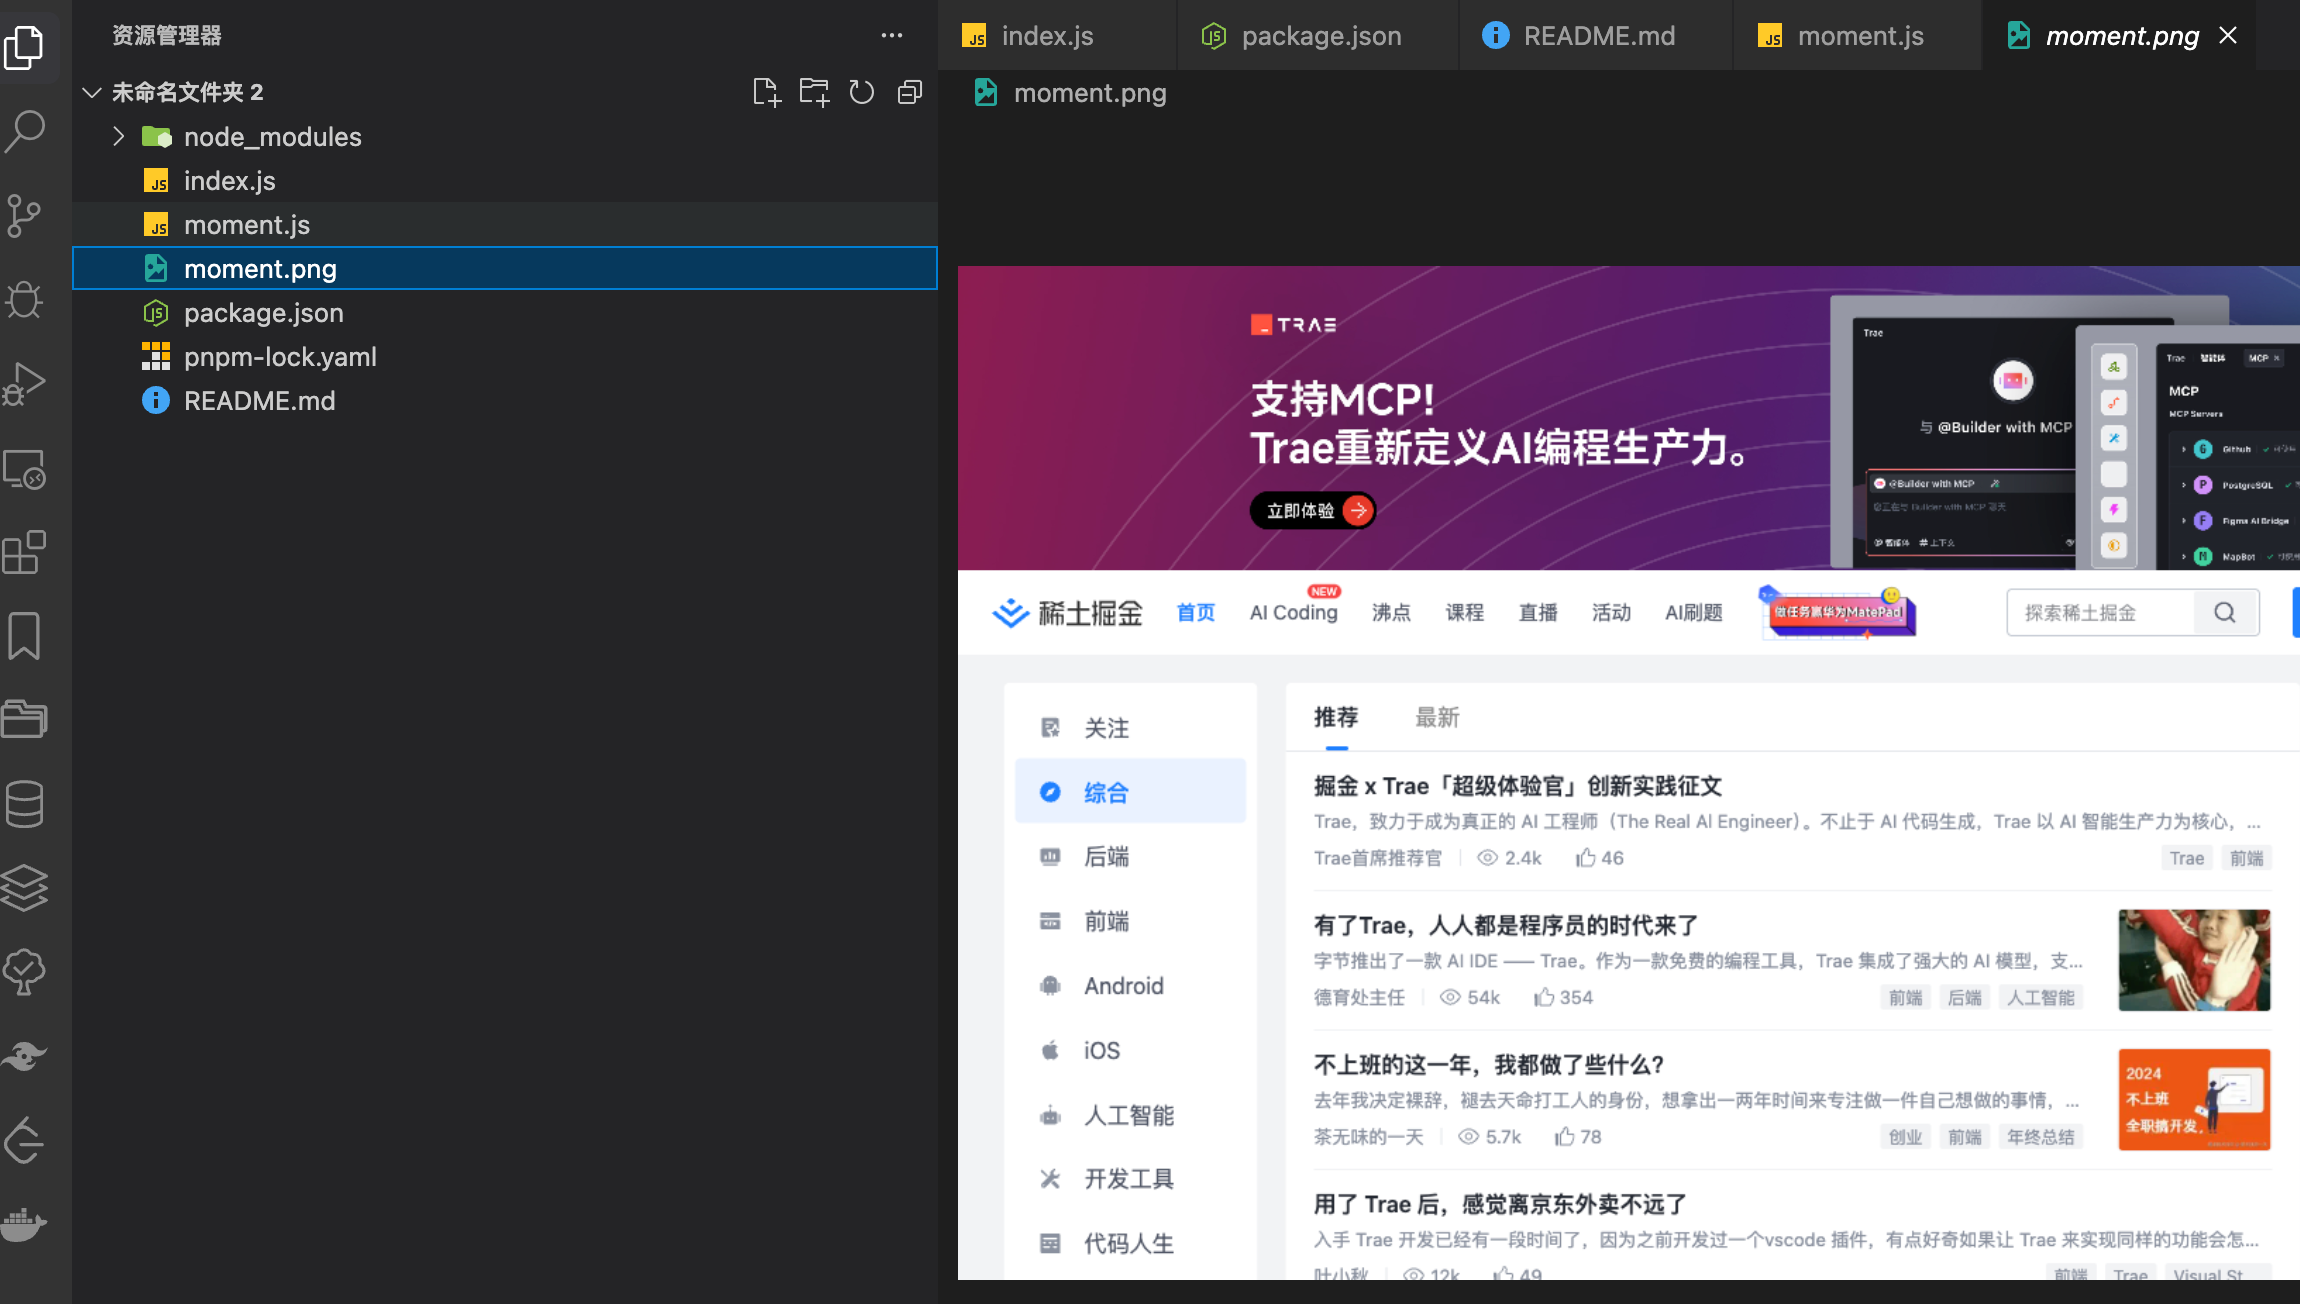 资源管理器
未命名文件夹 2
node_modules
index.js
moment.js
moment.png
package.json
pnpm-lock.yaml
README.md
index.js
package.json
README.md
moment.js
moment.png
moment.png
TRAE
支持MCP!
Trae重新定义AI编程生产力。
立即体验
Trae
与 @Builder with MCP
@Builder with MCP
智能体 # 上下文
Trae 智能体 MCP
MCP
MCP Servers
Github
PostgreSQL
Figma AI Bridge
MapBot
稀土掘金
首页
AI Coding
NEW
沸点
课程
直播
活动
AI刷题
做任务赢华为MatePad
探索稀土掘金
关注
综合
后端
前端
Android
iOS
人工智能
开发工具
代码人生
推荐
最新
掘金 x Trae「超级体验官」创新实践征文
Trae，致力于成为真正的 AI 工程师（The Real AI Engineer）。不止于 AI 代码生成，Trae 以 AI 智能生产力为核心，...
Trae首席推荐官 2.4k 46 Trae 前端
有了Trae，人人都是程序员的时代来了
字节推出了一款 AI IDE —— Trae。作为一款免费的编程工具，Trae 集成了强大的 AI 模型，支...
德育处主任 54k 354 前端 后端 人工智能
不上班的这一年，我都做了些什么？
去年我决定裸辞，褪去天命打工人的身份，想拿出一两年时间来专注做一件自己想做的事情，...
茶无味的一天 5.7k 78 创业 前端 年终总结
2024
不上班
全职搞开发，
用了 Trae 后，感觉离京东外卖不远了
入手 Trae 开发已经有一段时间了，因为之前开发过一个vscode 插件，有点好奇如果让 Trae 来实现同样的功能会怎...
叶小秋 12k 49 前端 Trae Visual St...